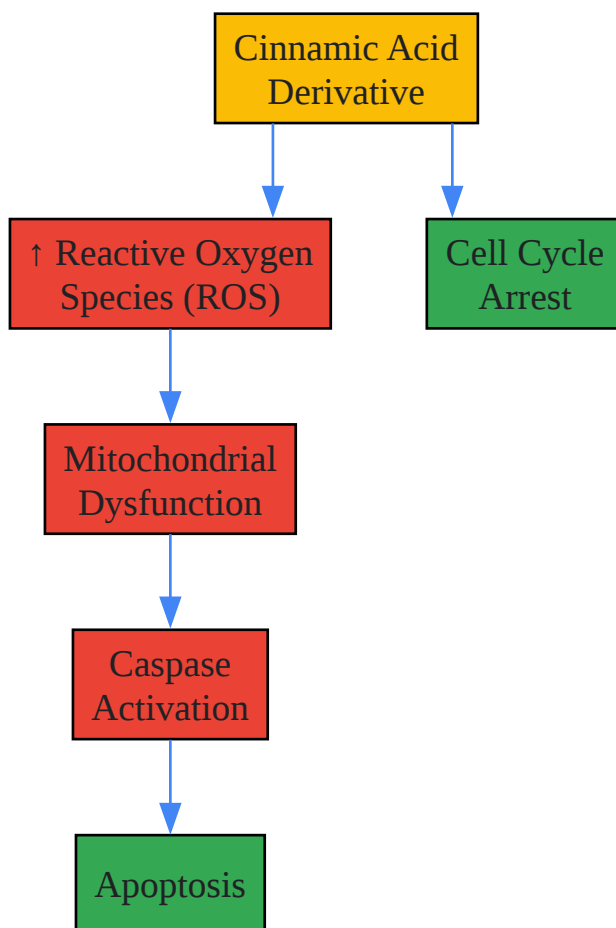 Cinnamic Acid
Derivative
↑ Reactive Oxygen
Species (ROS)
Cell Cycle
Arrest
Mitochondrial
Dysfunction
Caspase
Activation
Apoptosis